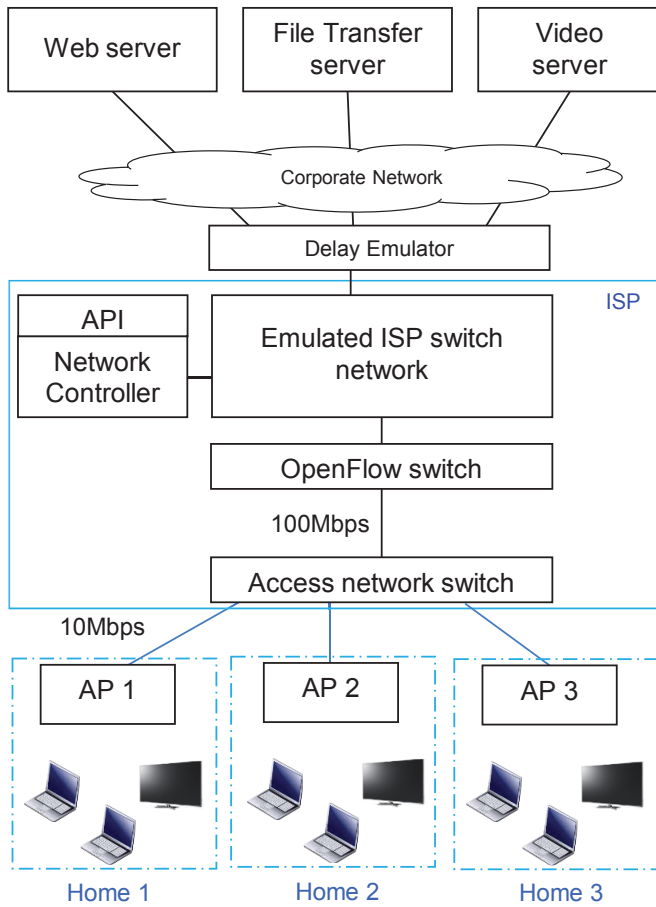 Web server
File Transfer
server
Video
server
Corporate Network
Delay Emulator
ISP
API
Network
Controller
Emulated ISP switch
network
OpenFlow switch
100Mbps
Access network switch
10Mbps
AP 1
AP 2
AP 3
Home 1
Home 2
Home 3